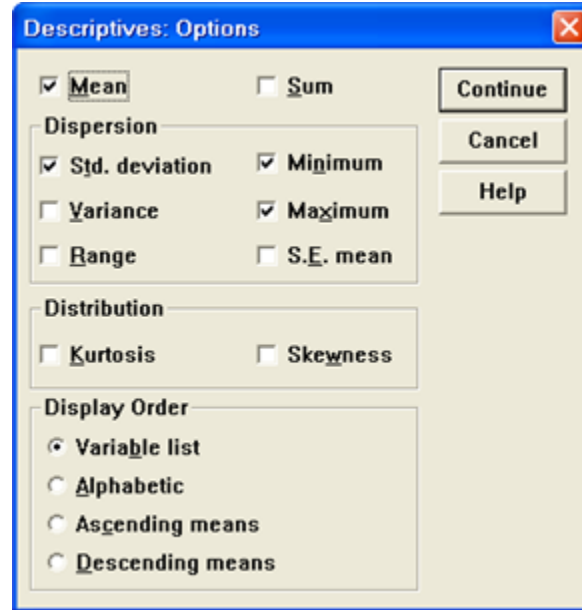 Descriptives: Options
Mean Sum
Continue
Dispersion
Cancel
Std. deviation Minimum
Help
Variance Maximum
Range S.E. mean
Distribution
Kurtosis Skewness
Display Order
Variable list
Alphabetic
Ascending means
Descending means